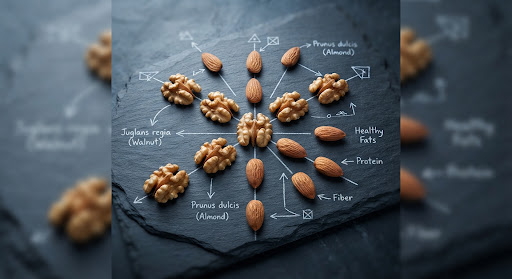 Prunus dulcis
(Almond)
Juglans regia
(Walnut)
Healthy
Fats
Protein
Prunus dulcis
(Almond)
Fiber